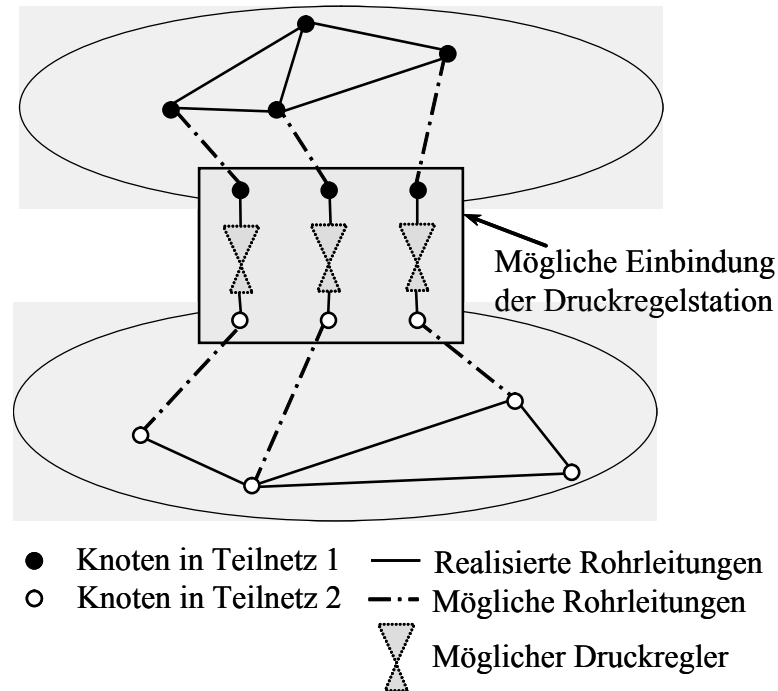 Mögliche Einbindung
der Druckregelstation
Knoten in Teilnetz 1
Realisierte Rohrleitungen
Knoten in Teilnetz 2
Mögliche Rohrleitungen
Möglicher Druckregler